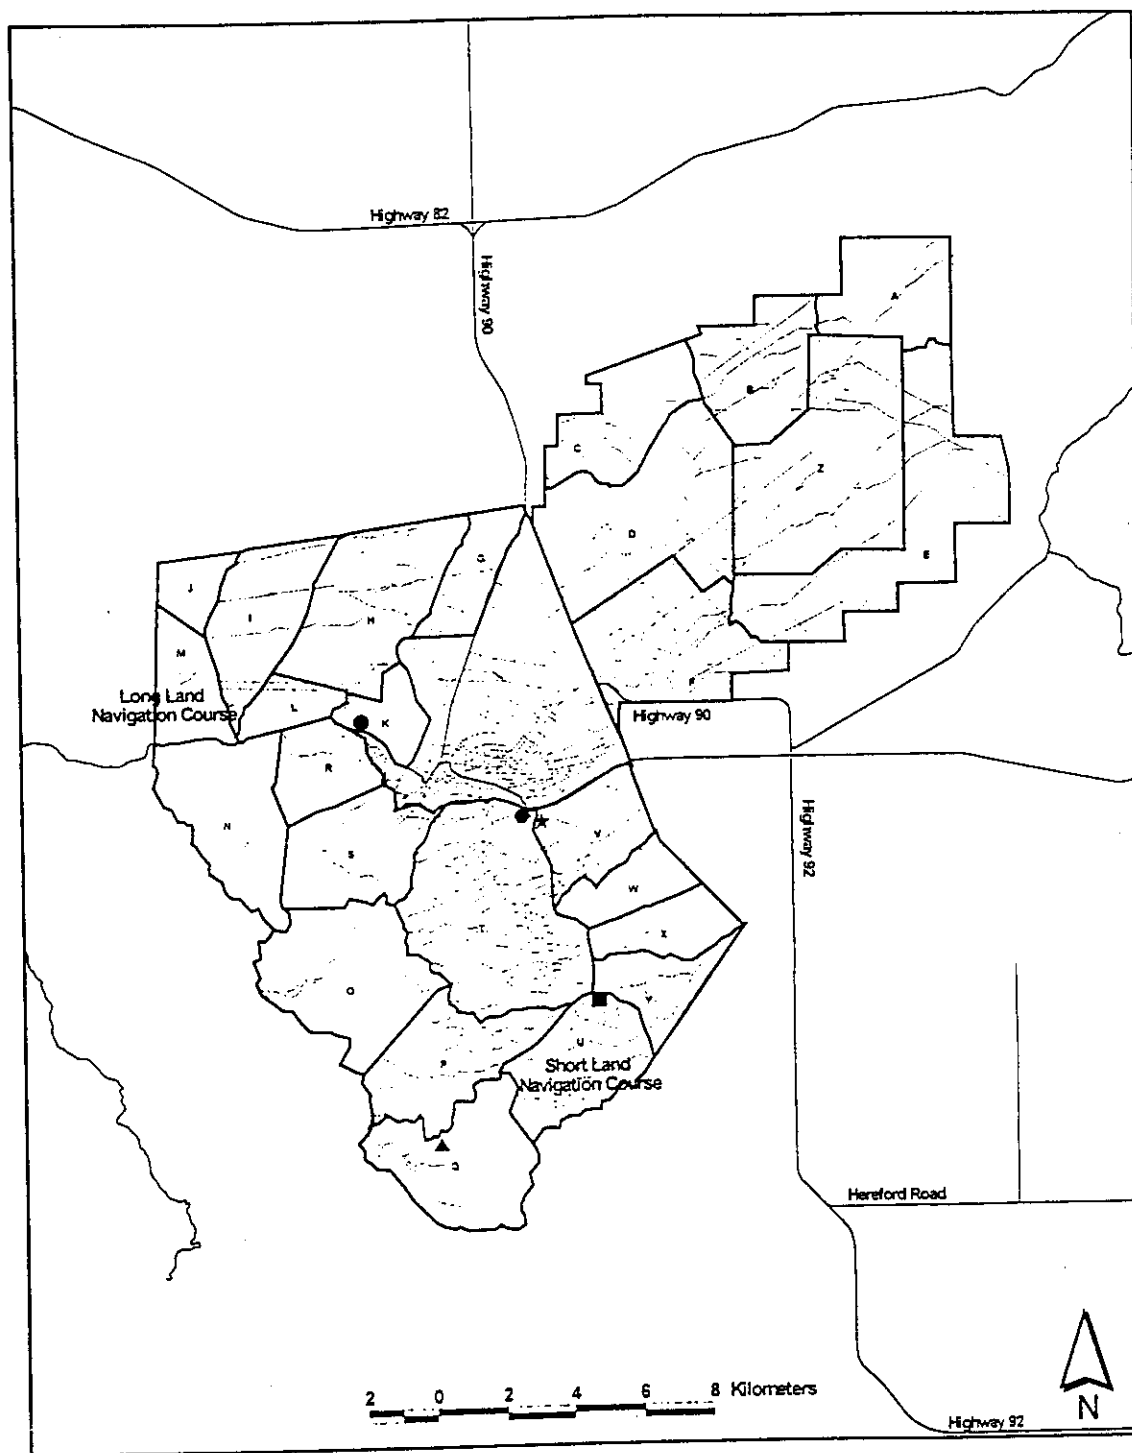 Highway 82
Highway 90
A
B
C
Z
D
G
E
J
I
H
M
F
Long Land
Navigation Course
L
K
Highway 90
R
N
V
S
Highway 92
W
T
X
O
Y
U
P
Short Land
Navigation Course
Q
Hereford Road
2 0 2 4 6 8 Kilometers
N
Highway 92